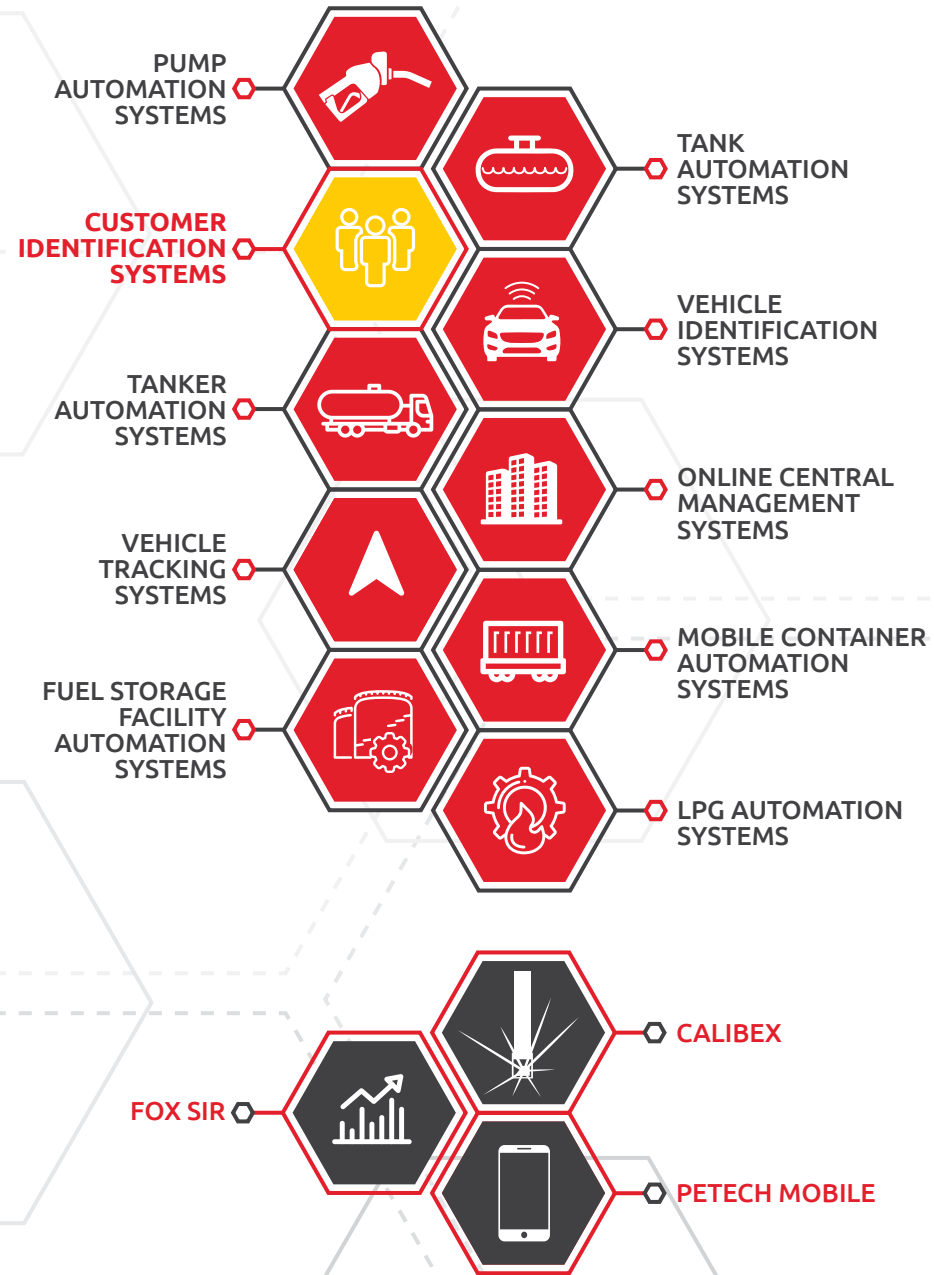 PUMP
AUTOMATION
SYSTEMS
TANK
AUTOMATION
SYSTEMS
CUSTOMER
IDENTIFICATION
SYSTEMS
VEHICLE
IDENTIFICATION
SYSTEMS
TANKER
AUTOMATION
SYSTEMS
ONLINE CENTRAL
MANAGEMENT
SYSTEMS
VEHICLE
TRACKING
SYSTEMS
MOBILE CONTAINER
AUTOMATION
SYSTEMS
FUEL STORAGE
FACILITY
AUTOMATION
SYSTEMS
LPG AUTOMATION
SYSTEMS
CALIBEX
FOX SIR
PETECH MOBILE